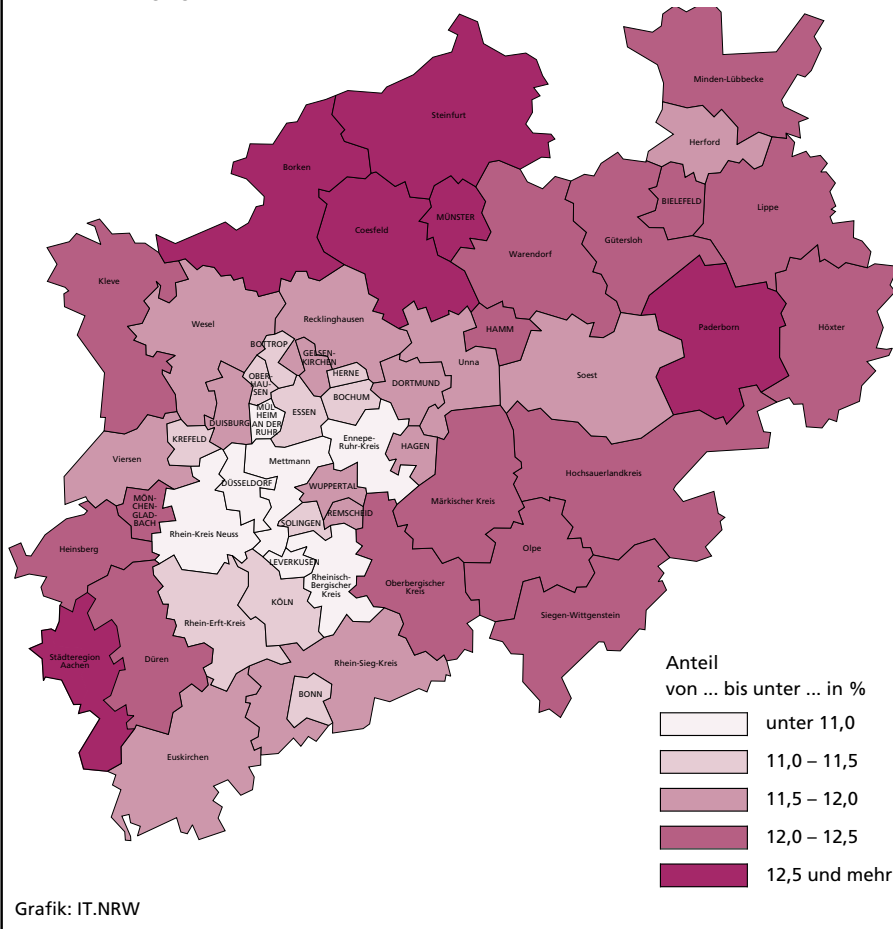 Minden-Lübbecke
Steinfurt
Herford
Borken
BIELEFELD
Lippe
MÜNSTER
Coesfeld
Gütersloh
Warendorf
Kleve
Wesel
Recklinghausen
HAMM
Paderborn
Höxter
BOTTROP
GELSEN-
KIRCHEN
Unna
HERNE
Soest
OBER-
HAU-
SEN
DORTMUND
BOCHUM
MÜL
HEIM
AN DER
RUHR
ESSEN
DUISBURG
KREFELD
Ennepe-
Ruhr-Kreis
HAGEN
Viersen
Mettmann
Hochsauerlandkreis
DÜSSELDORF
WUPPERTAL
Märkischer Kreis
MÖN-
CHEN-
GLAD-
BACH
REMSCHEID
SOLINGEN
Rhein-Kreis Neuss
Heinsberg
Olpe
LEVERKUSEN
Rheinisch-
Bergischer
Kreis
Oberbergischer
Kreis
KÖLN
Siegen-Wittgenstein
Rhein-Erft-Kreis
Städteregion
Aachen
Düren
Rhein-Sieg-Kreis
BONN
Euskirchen
Anteil
von ... bis unter ... in %
unter 11,0
11,0 – 11,5
11,5 – 12,0
12,0 – 12,5
12,5 und mehr
Grafik: IT.NRW